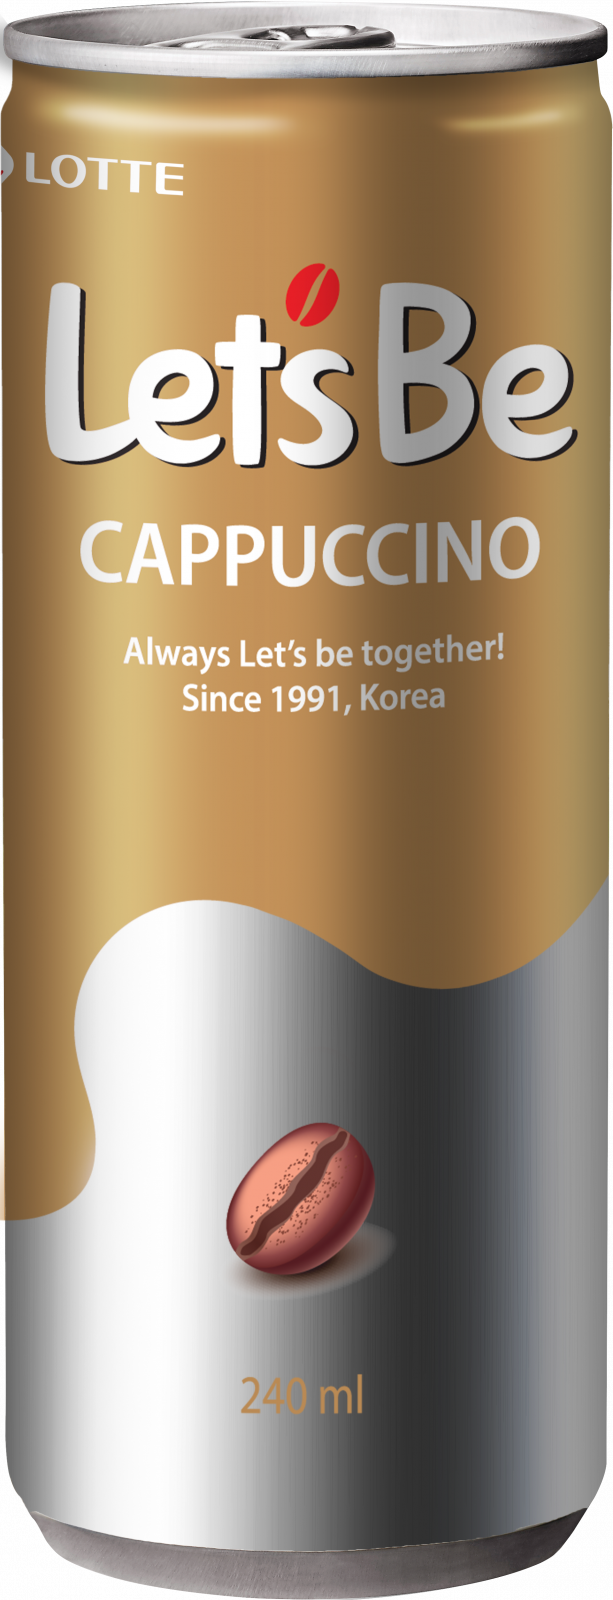 LOTTE
Let's Be
CAPPUCCINO
Always Let's be together!
Since 1991, Korea
240 ml